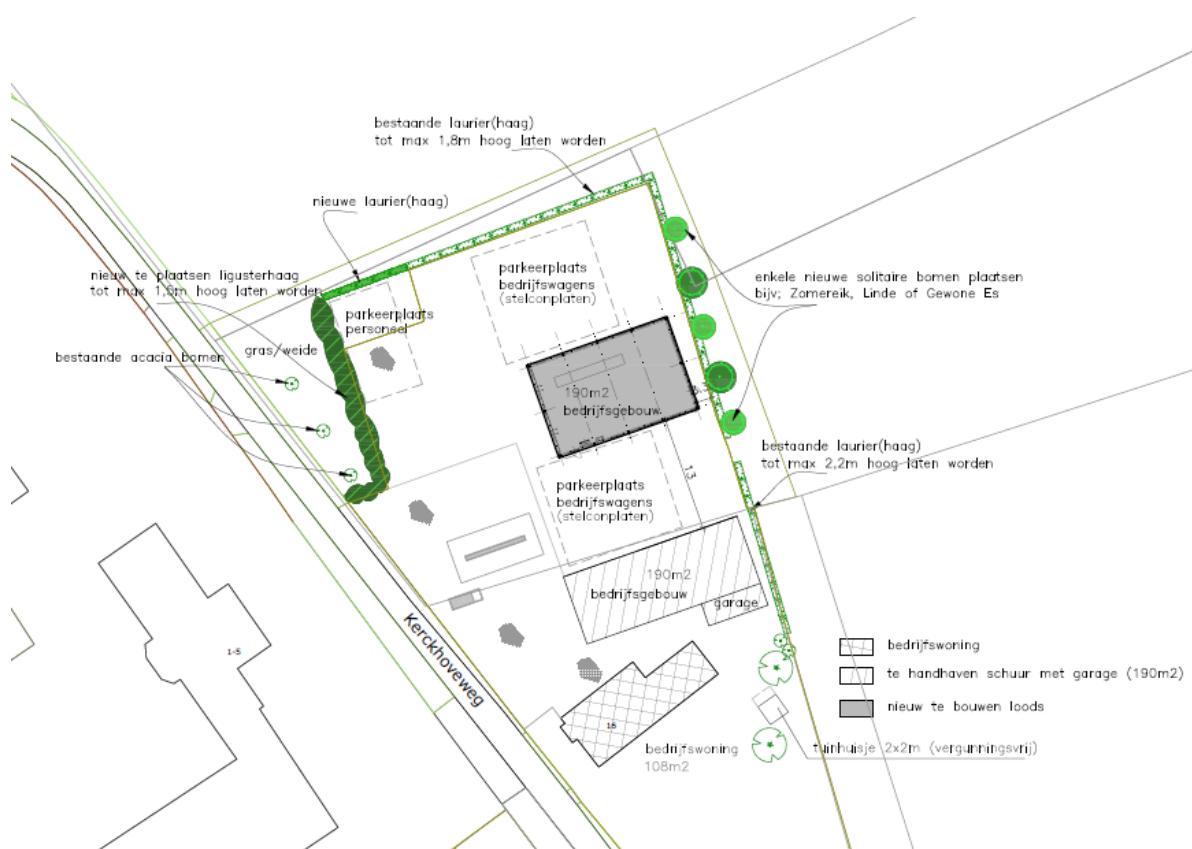 bestaande laurier(haag)
tot max 1,8m hoog laten worden
nieuwe laurier(haag)
nieuw te plaatsen ligusterhaag
tot max 1,5m hoog laten worden
parkeerplaats
bedrijfswagens
(stelconplaten)
enkele nieuwe solitaire bomen plaatsen
bijv; Zomereik, Linde of Gewone Es
parkeerplaats
personeel
gras/weide
bestaande acacia bomen
190m2
bedrijfsgebouw
bestaande laurier(haag)
tot max 2,2m hoog laten worden
13
parkeerplaats
bedrijfswagens
(stelconplaten)
190m2
bedrijfsgebouw
garage
Kerckhoveweg
1-5
bedrijfswoning
te handhaven schuur met garage (190m2)
nieuw te bouwen loods
16
bedrijfswoning
108m2
tuinhuisje 2x2m (vergunningsvrij)